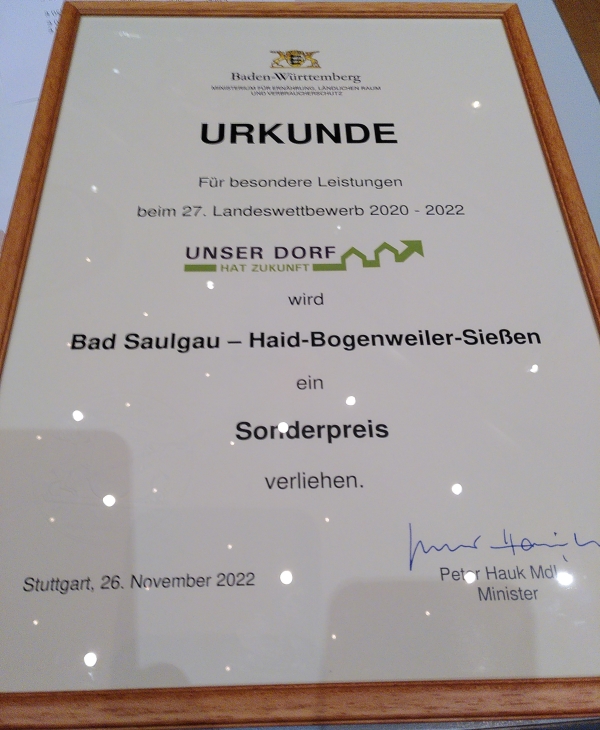 Baden-Württemberg
MINISTERIUM FÜR ERNÄHRUNG, LÄNDLICHEN RAUM
UND VERBRAUCHERSCHUTZ
URKUNDE
Für besondere Leistungen
beim 27. Landeswettbewerb 2020 - 2022
UNSER DORF
HAT ZUKUNFT
wird
Bad Saulgau – Haid-Bogenweiler-Sießen
ein
Sonderpreis
verliehen.
Stuttgart, 26. November 2022
Peter Hauk MdL
Minister